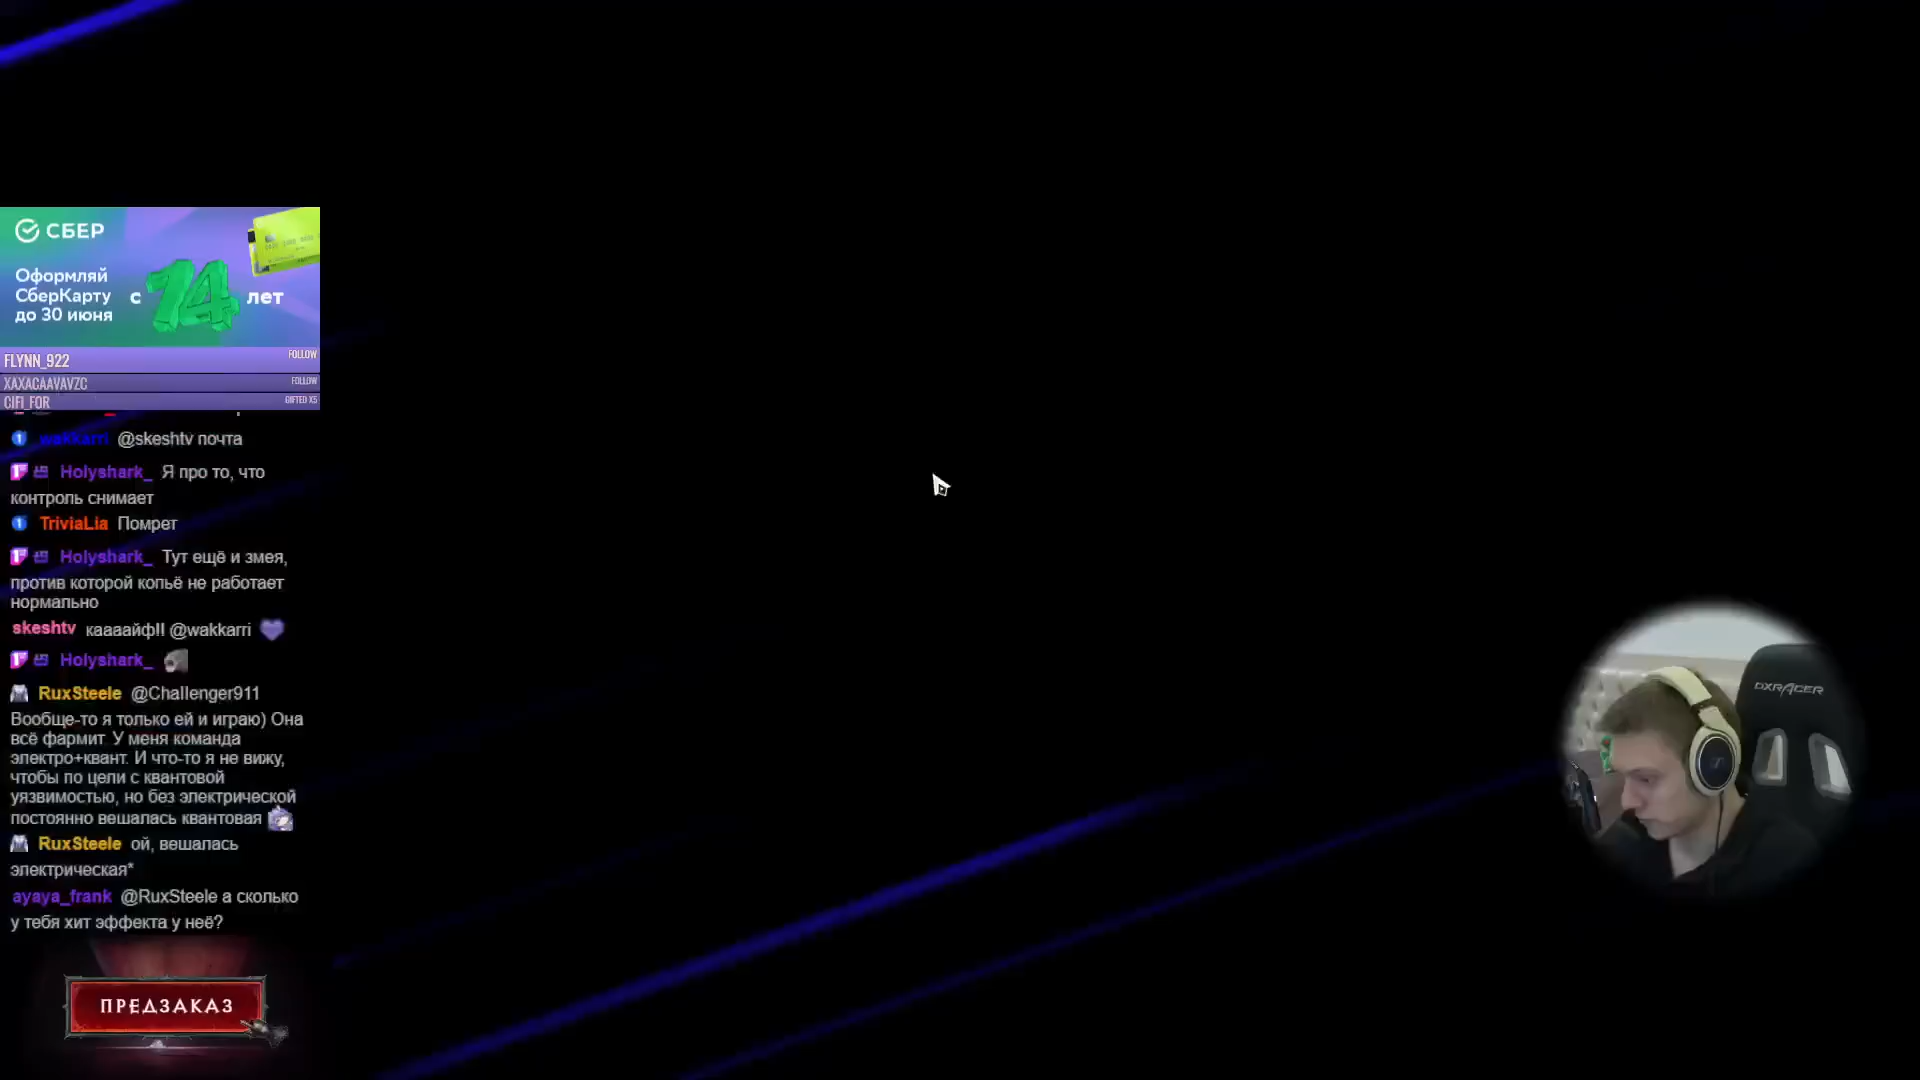 СБЕР
Оформляй
СберКарту
до 30 июня
с 14 лет
FLYNN_922 FOLLOW
XAXACAAVAVZC FOLLOW
CIFI_FOR GIFTED X5
wakkarri @skeshtv почта
Holyshark_ Я про то, что
контроль снимает
TriviaLia Помрет
Holyshark_ Тут ещё и змея,
против которой копьё не работает
нормально
skeshtv каааайф!! @wakkarri
Holyshark_
RuxSteele @Challenger911
Вообще-то я только ей и играю) Она
всё фармит. У меня команда
электро+квант. И что-то я не вижу,
чтобы по цели с квантовой
уязвимостью, но без электрической
постоянно вешалась квантовая
RuxSteele ой, вешалась
электрическая*
ayaya_frank @RuxSteele а сколько
у тебя хит эффекта у неё?
ПРЕДЗАКАЗ
DXRACER